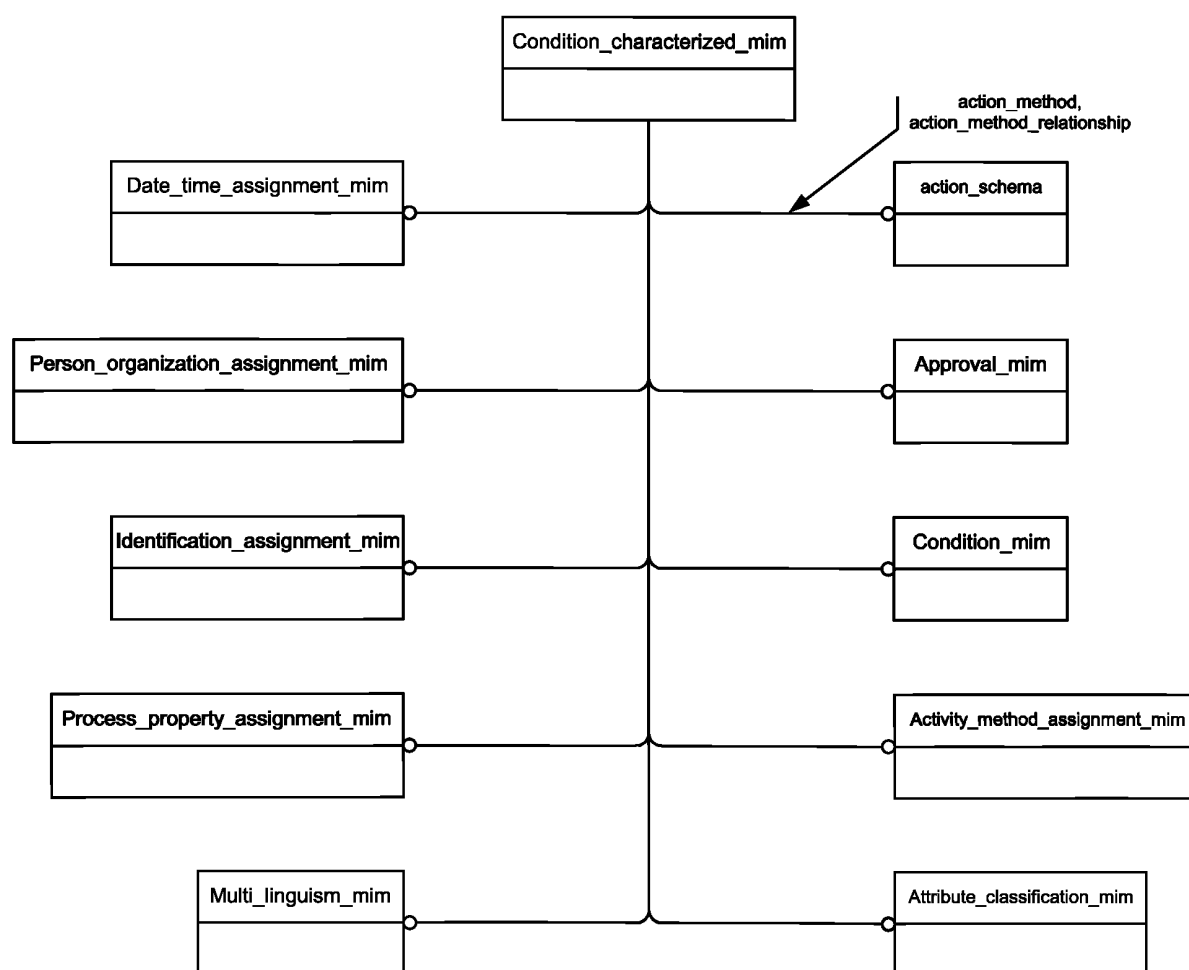 Condition_characterized_mim
action_method,
action_method_relationship
Date_time_assignment_mim
action_schema
Person_organization_assignment_mim
Approval_mim
Identification_assignment_mim
Condition_mim
Process_property_assignment_mim
Activity_method_assignment_mim
Multi_linguism_mim
Attribute_classification_mim